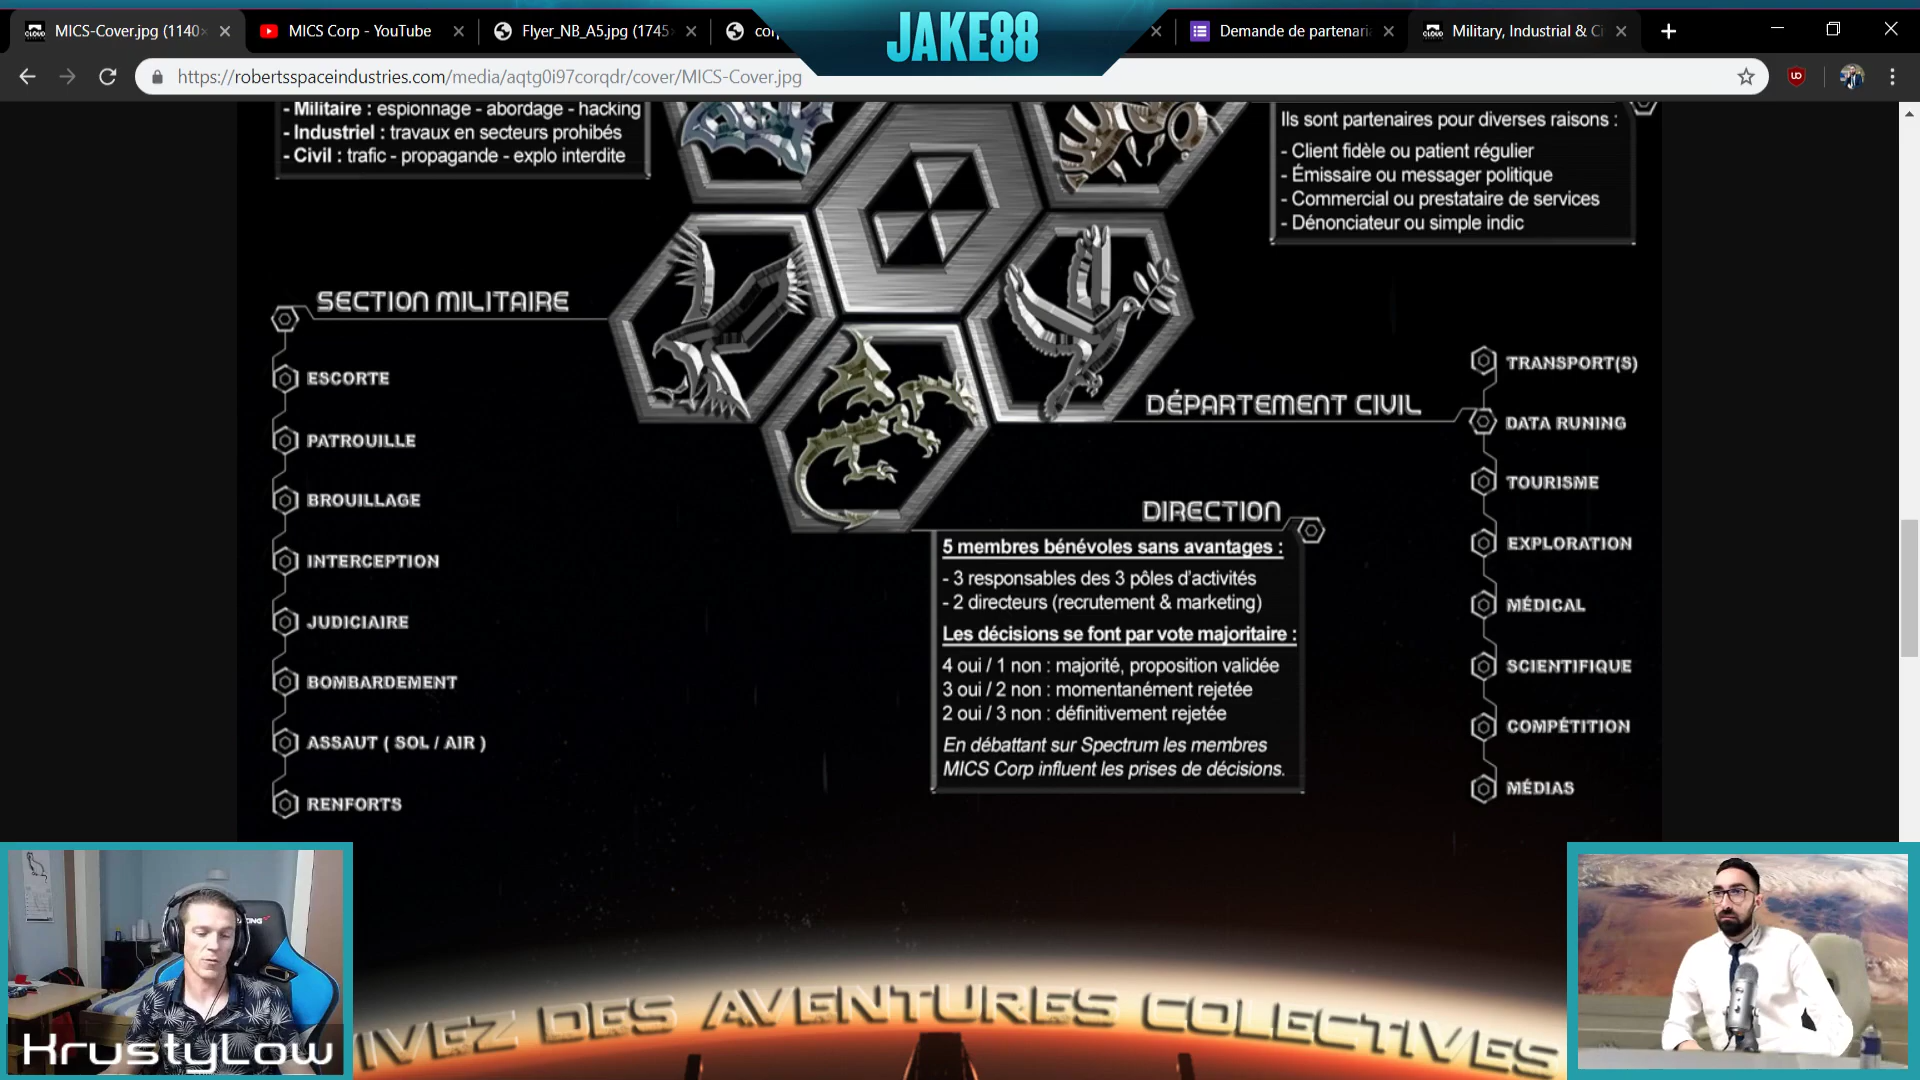 MICS-Cover.jpg (1140×
MICS Corp - YouTube
Flyer_NB_A5.jpg (1745×
JAKE88
Demande de partenaria
Military, Industrial & Ci
https://robertsspaceindustries.com/media/aqtg0i97corqdr/cover/MICS-Cover.jpg
- Militaire : espionnage - abordage - hacking
- Industriel : travaux en secteurs prohibés
- Civil : trafic - propagande - explo interdite
Ils sont partenaires pour diverses raisons :
- Client fidèle ou patient régulier
- Émissaire ou messager politique
- Commercial ou prestataire de services
- Dénonciateur ou simple indic
SECTION MILITAIRE
ESCORTE
PATROUILLE
BROUILLAGE
INTERCEPTION
JUDICIAIRE
BOMBARDEMENT
ASSAUT ( SOL / AIR )
RENFORTS
DÉPARTEMENT CIVIL
TRANSPORT(S)
DATA RUNING
TOURISME
EXPLORATION
MÉDICAL
SCIENTIFIQUE
COMPÉTITION
MÉDIAS
DIRECTION
5 membres bénévoles sans avantages :
- 3 responsables des 3 pôles d'activités
- 2 directeurs (recrutement & marketing)
Les décisions se font par vote majoritaire :
4 oui / 1 non : majorité, proposition validée
3 oui / 2 non : momentanément rejetée
2 oui / 3 non : définitivement rejetée
En débattant sur Spectrum les membres
MICS Corp influent les prises de décisions.
IVEZ DES AVENTURES COLECTIVES
KrustyLow